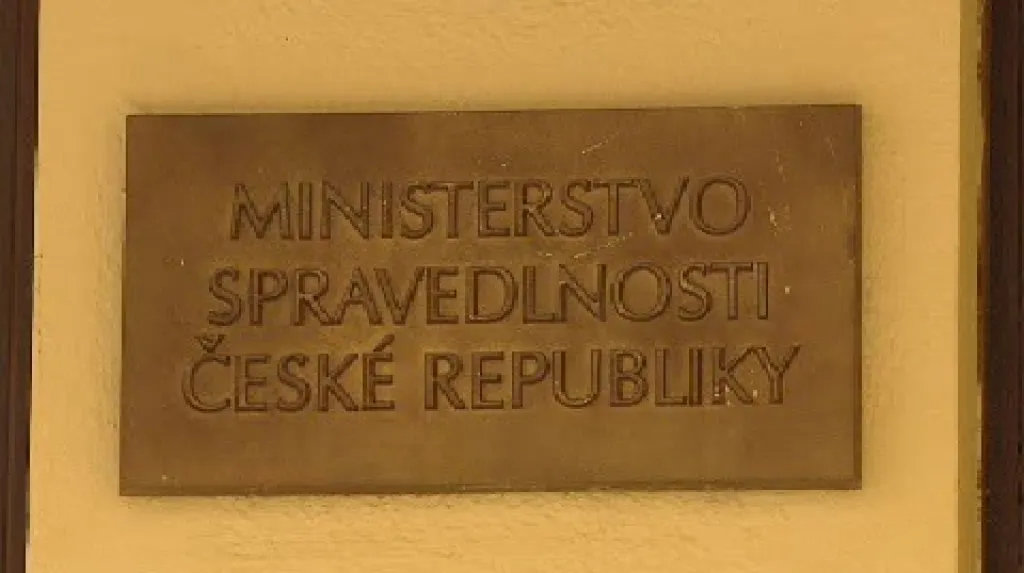 MINISTERSTVO
SPRAVEDLNOSTI
ČESKÉ REPUBLIKY